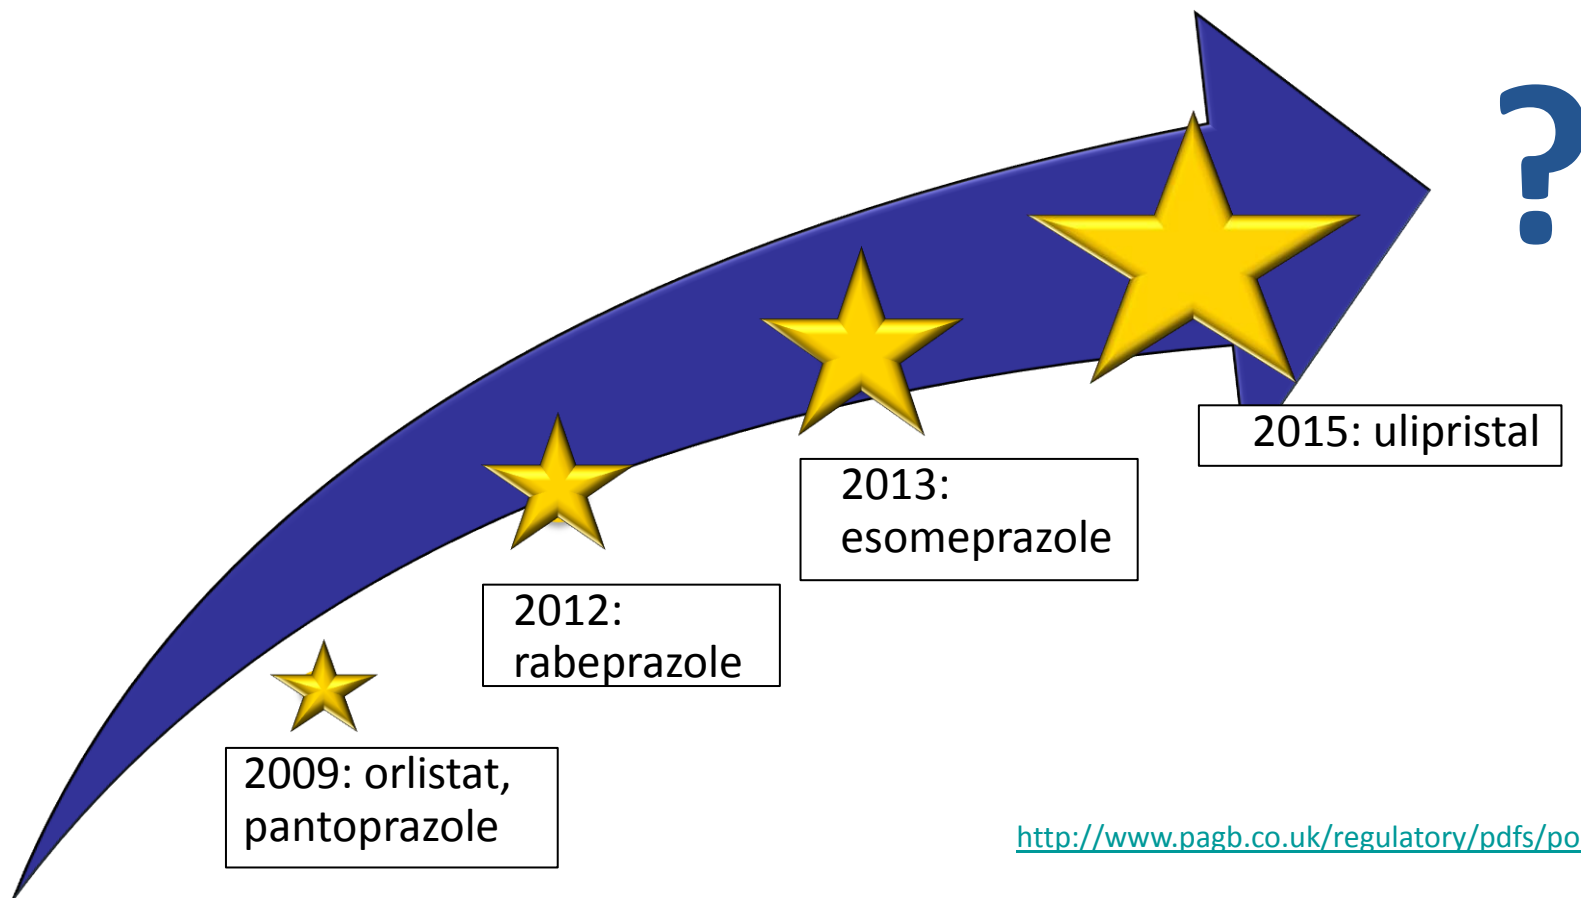 ?
2015: ulipristal
2013:
esomeprazole
2012:
rabeprazole
2009: orlistat,
pantoprazole
http://www.pagb.co.uk/regulatory/pdfs/po